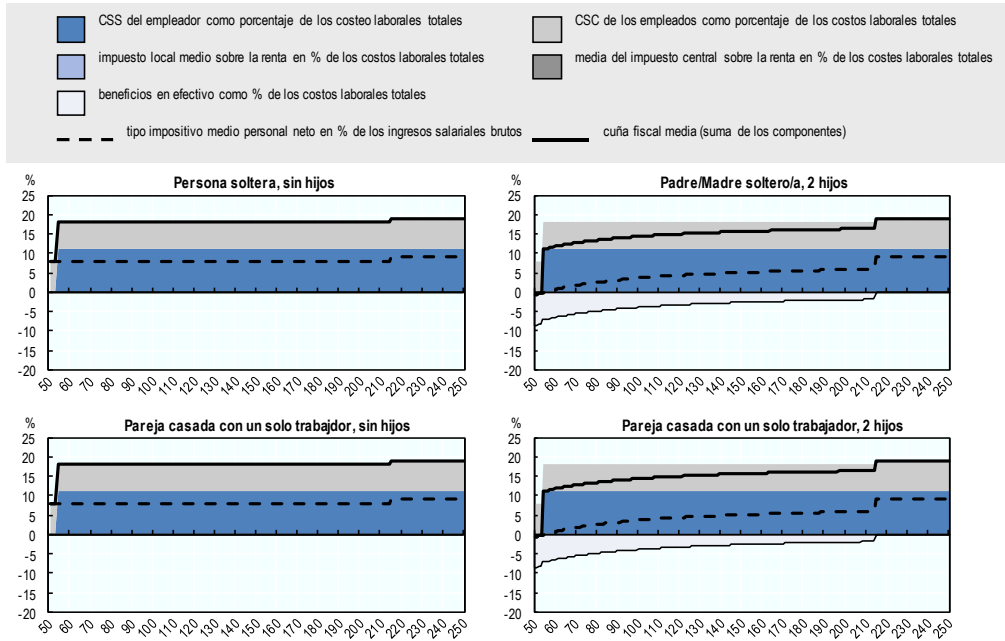 CSS del empleador como porcentaje de los costeo laborales totales
CSC de los empleados como porcentaje de los costos laborales totales
impuesto local medio sobre la renta en % de los costos laborales totales
media del impuesto central sobre la renta en % de los costes laborales totales
beneficios en efectivo como % de los costos laborales totales
tipo impositivo medio personal neto en % de los ingresos salariales brutos
cuña fiscal media (suma de los componentes)
%
Persona soltera, sin hijos
25
20
15
10
5
0
-5
-10
-15
-20
50 60 70 80 90 100 110 120 130 140 150 160 170 180 190 200 210 220 230 240 250
%
Padre/Madre soltero/a, 2 hijos
25
20
15
10
5
0
-5
-10
-15
-20
50 60 70 80 90 100 110 120 130 140 150 160 170 180 190 200 210 220 230 240 250
%
Pareja casada con un solo trabajdor, sin hijos
25
20
15
10
5
0
-5
-10
-15
-20
50 60 70 80 90 100 110 120 130 140 150 160 170 180 190 200 210 220 230 240 250
%
Pareja casada con un solo trabajador, 2 hijos
25
20
15
10
5
0
-5
-10
-15
-20
50 60 70 80 90 100 110 120 130 140 150 160 170 180 190 200 210 220 230 240 250